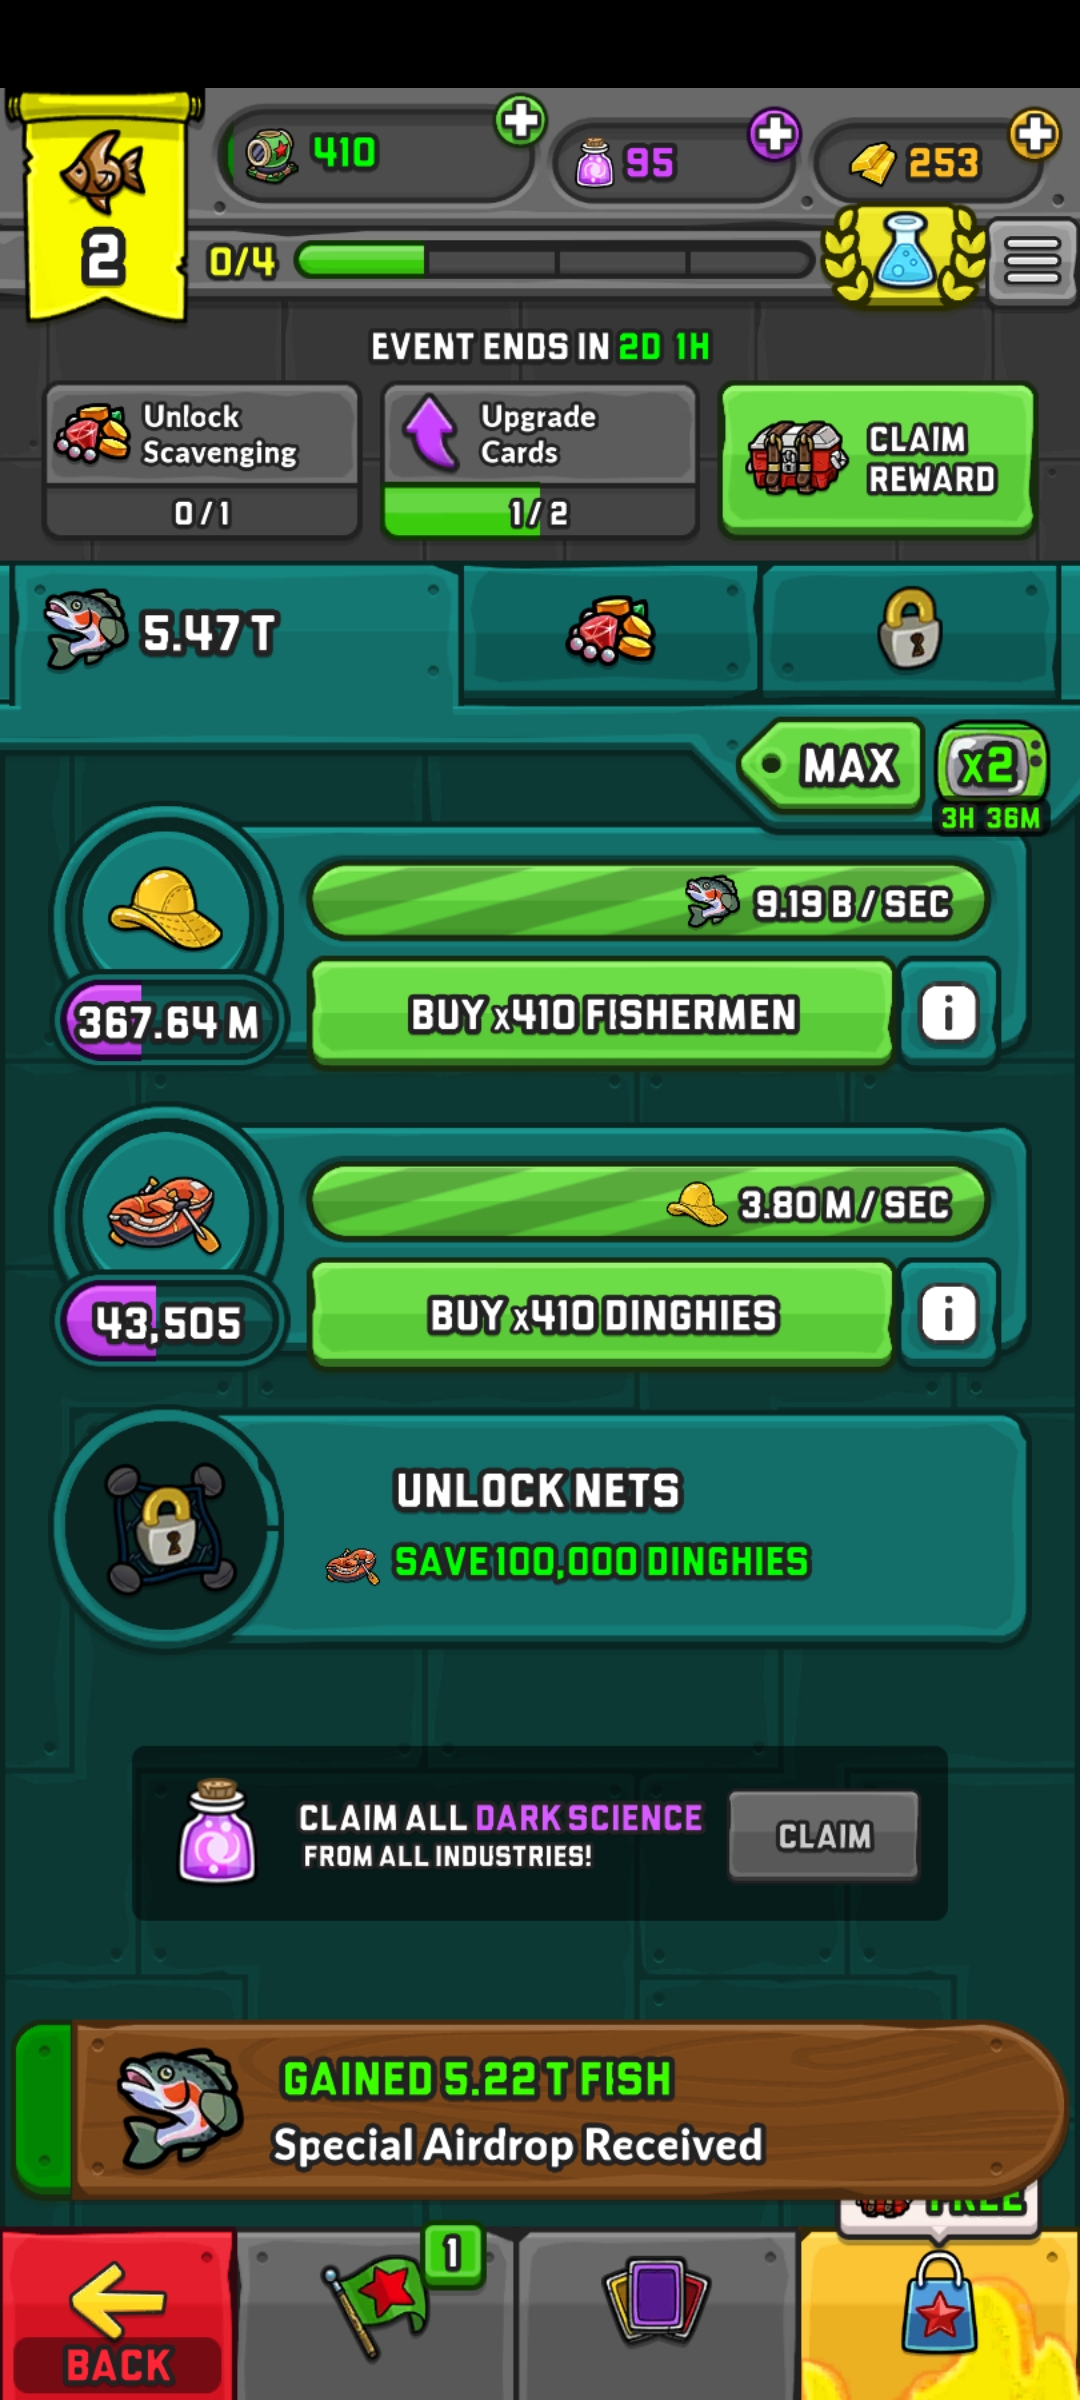 410
95
253
2
0/4
EVENT ENDS IN 2D 1H
Unlock
Scavenging
0/1
Upgrade
Cards
1/2
CLAIM
REWARD
5.47 T
MAX
x2
3H 36M
9.19 B / SEC
367.64 M
BUY x410 FISHERMEN
i
3.80 M / SEC
43,505
BUY x410 DINGHIES
i
UNLOCK NETS
SAVE 100,000 DINGHIES
CLAIM ALL DARK SCIENCE
FROM ALL INDUSTRIES!
CLAIM
GAINED 5.22 T FISH
Special Airdrop Received
FREE
1
BACK